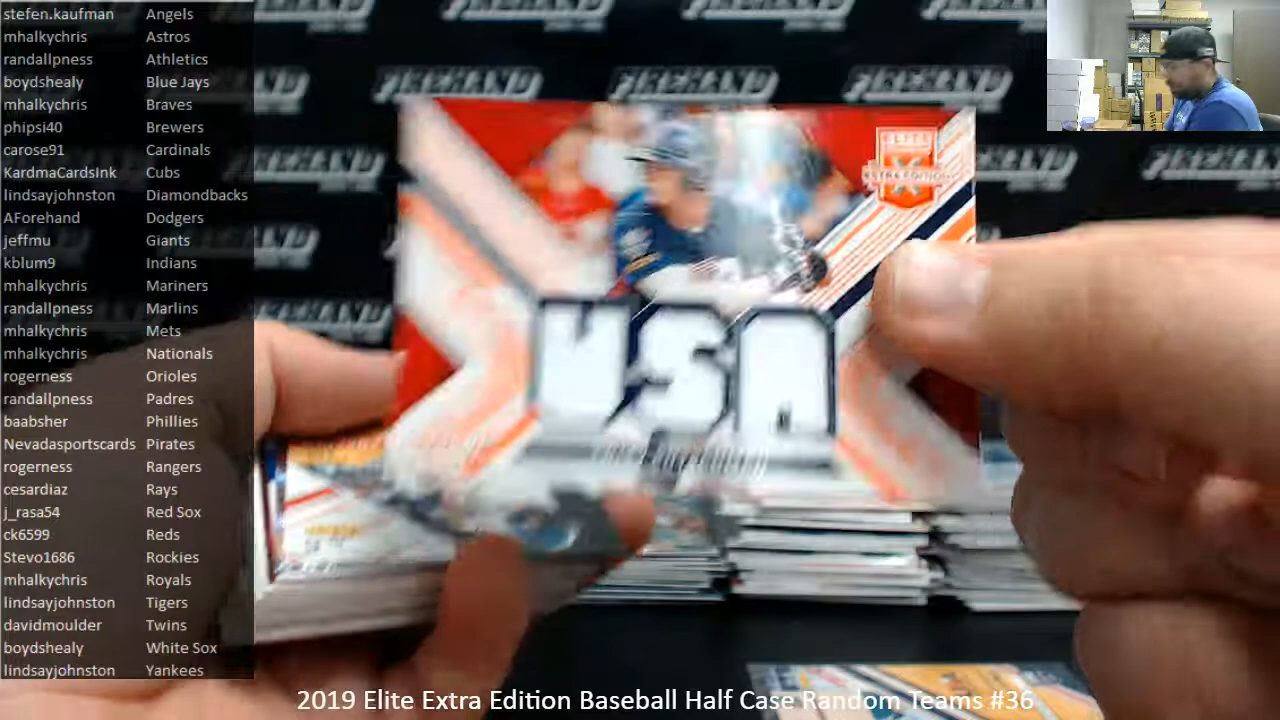 stefen.kaufman Angels
mhalkychris Astros
randallpness Athletics
boydshealy Blue Jays
mhalkychris Braves
phipsi40 Brewers
carose91 Cardinals
KardmaCardsInk Cubs
lindsayjohnston Diamondbacks
AForehand Dodgers
jeffmu Giants
kblum9 Indians
mhalkychris Mariners
randallpness Marlins
mhalkychris Mets
mhalkychris Nationals
rogerness Orioles
randallpness Padres
baabsher Phillies
Nevadasportscards Pirates
rogerness Rangers
cesardiaz Rays
j_rasa54 Red Sox
ck6599 Reds
Stevo1686 Rockies
mhalkychris Royals
lindsayjohnston Tigers
davidmoulder Twins
boydshealy White Sox
lindsayjohnston Yankees
ELITE
EXTRA EDITION
USA
2019 Elite Extra Edition Baseball Half Case Random Teams #36